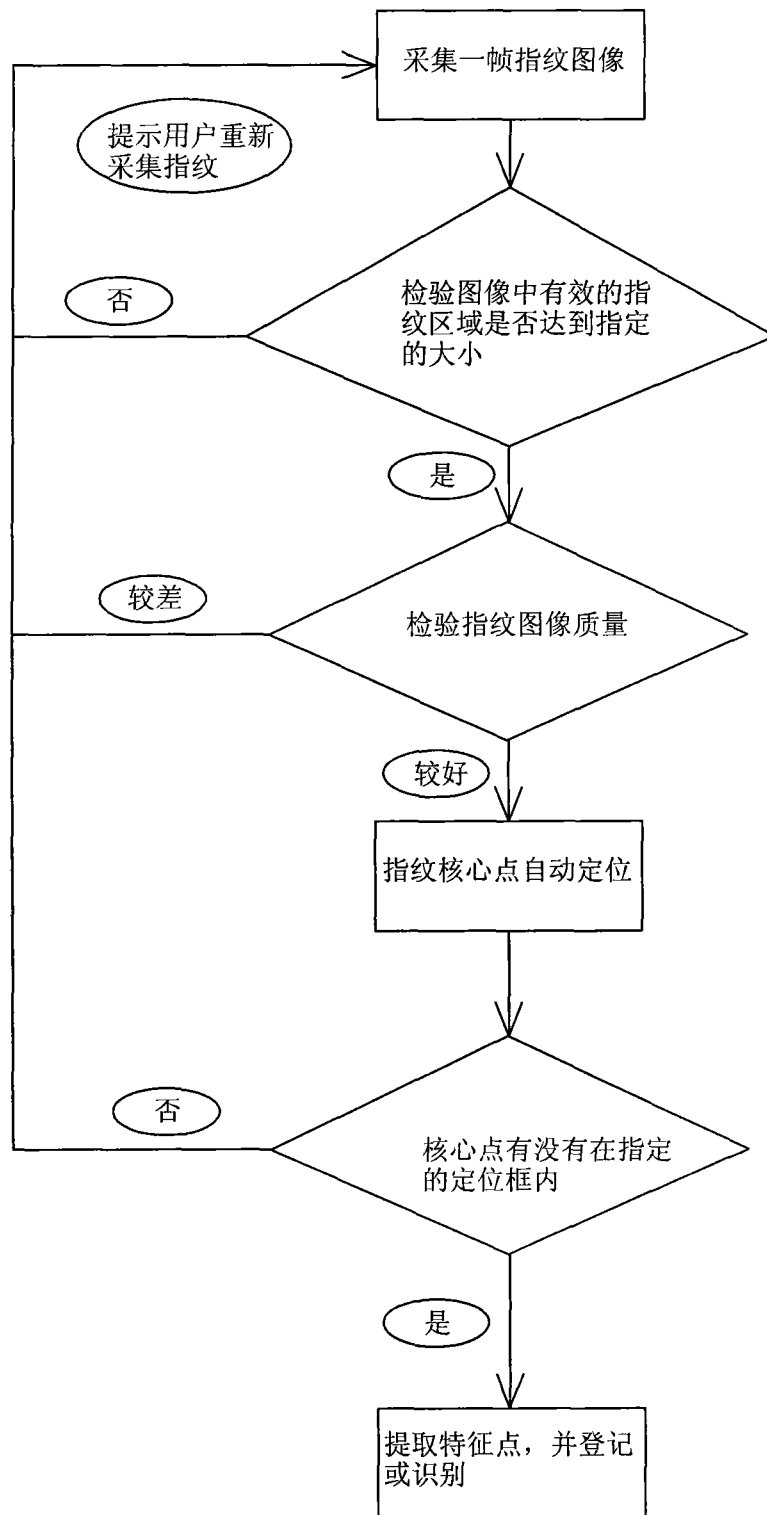 采集一帧指纹图像
提示用户重新
采集指纹
否
检验图像中有效的指
纹区域是否达到指定
的大小
是
较差
检验指纹图像质量
较好
指纹核心点自动定位
否
核心点有没有在指定
的定位框内
是
提取特征点，并登记
或识别